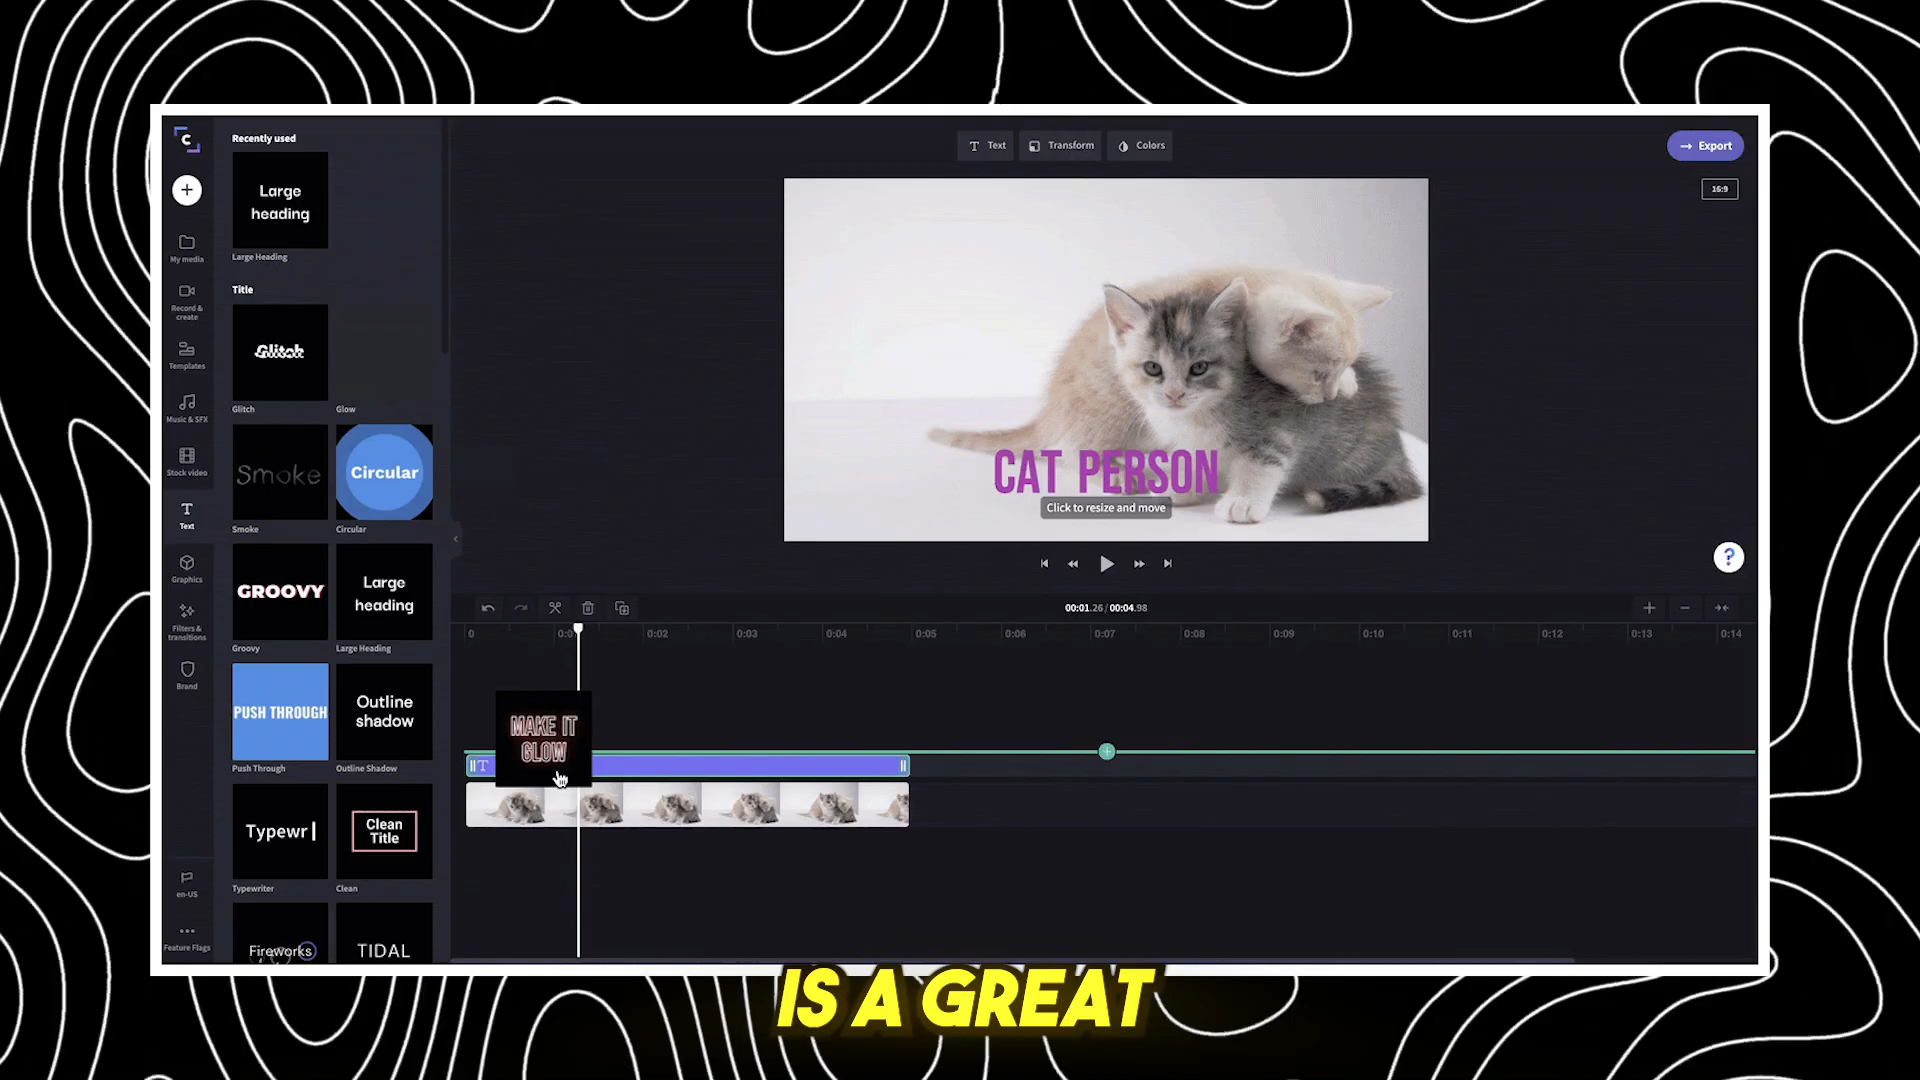 C
Recently used
Large
heading
Large Heading
Title
Glitch
Glitch
Glow
Smoke
Smoke
Circular
Circular
GROOVY
Groovy
Large
heading
Large Heading
PUSH THROUGH
Push Through
Outline
shadow
Outline Shadow
Typewr
Typewriter
Clean
Title
Clean
Fireworks
TIDAL
My media
Record &
create
Templates
Music & SFX
Stock video
T
Text
Graphics
Filters &
transitions
Brand
en-US
Feature Flags
T Text
Transform
Colors
Export
16:9
CAT PERSON
Click to resize and move
?
00:01.26 / 00:04.98
0
0:0
0:02
0:03
0:04
0:05
0:06
0:07
0:08
0:09
0:10
0:11
0:12
0:13
0:14
MAKE IT
GLOW
T
IS A GREAT